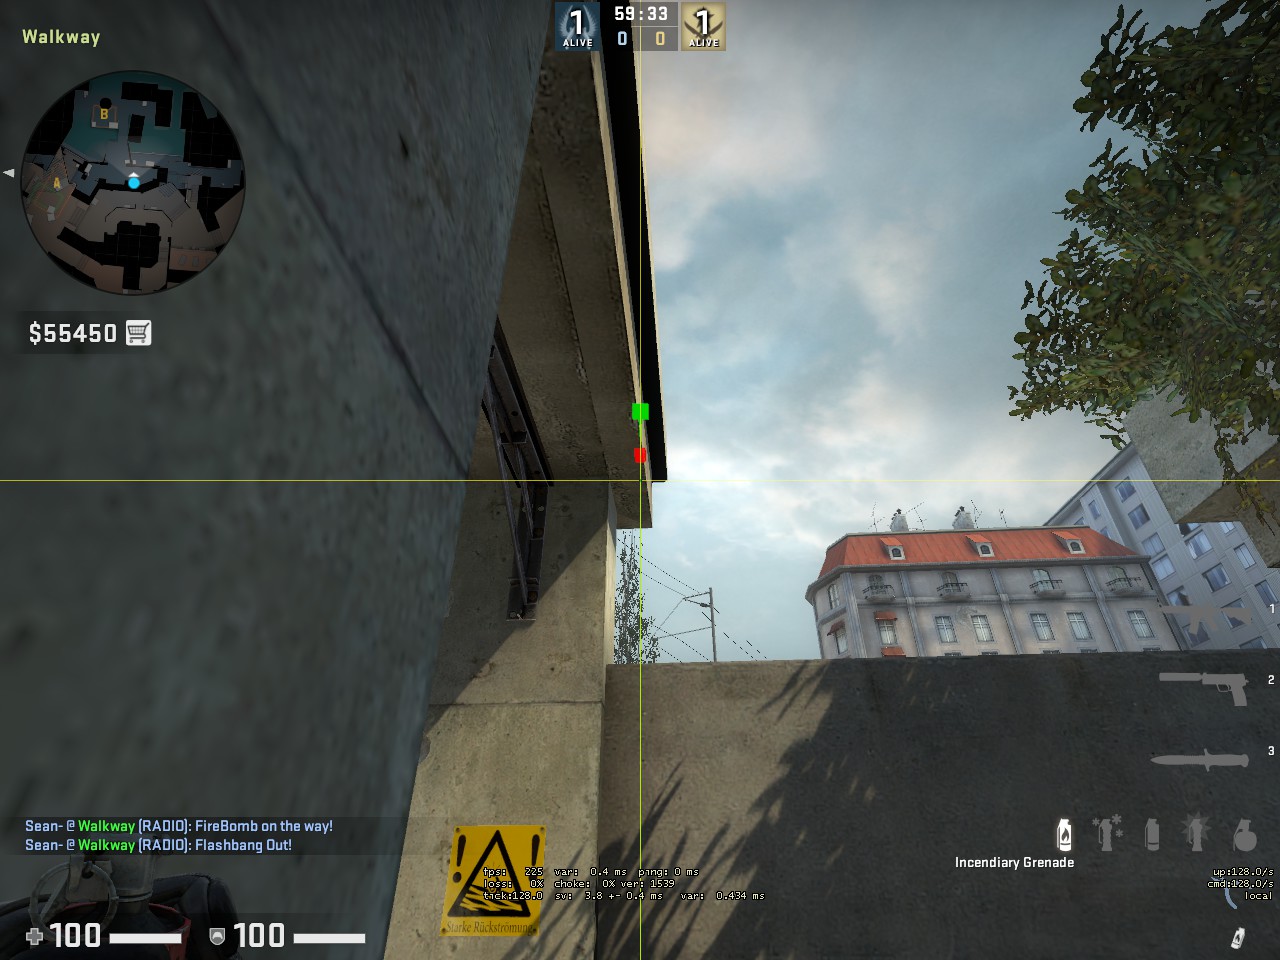 Walkway
1
ALIVE
59:33
0
0
1
ALIVE
B
A
$55450
1
2
3
Sean- @ Walkway (RADIO): FireBomb on the way!
Sean- @ Walkway (RADIO): Flashbang Out!
Incendiary Grenade
fps: 225 var: 0.4 ms ping: 0 ms
loss: 0% choke: 0% ver: 1539
tick:128.0 sv: 3.8 +- 0.4 ms var: 0.434 ms
up:128.0/s
cmd:128.0/s
local
Starke Rückströmung
100
100